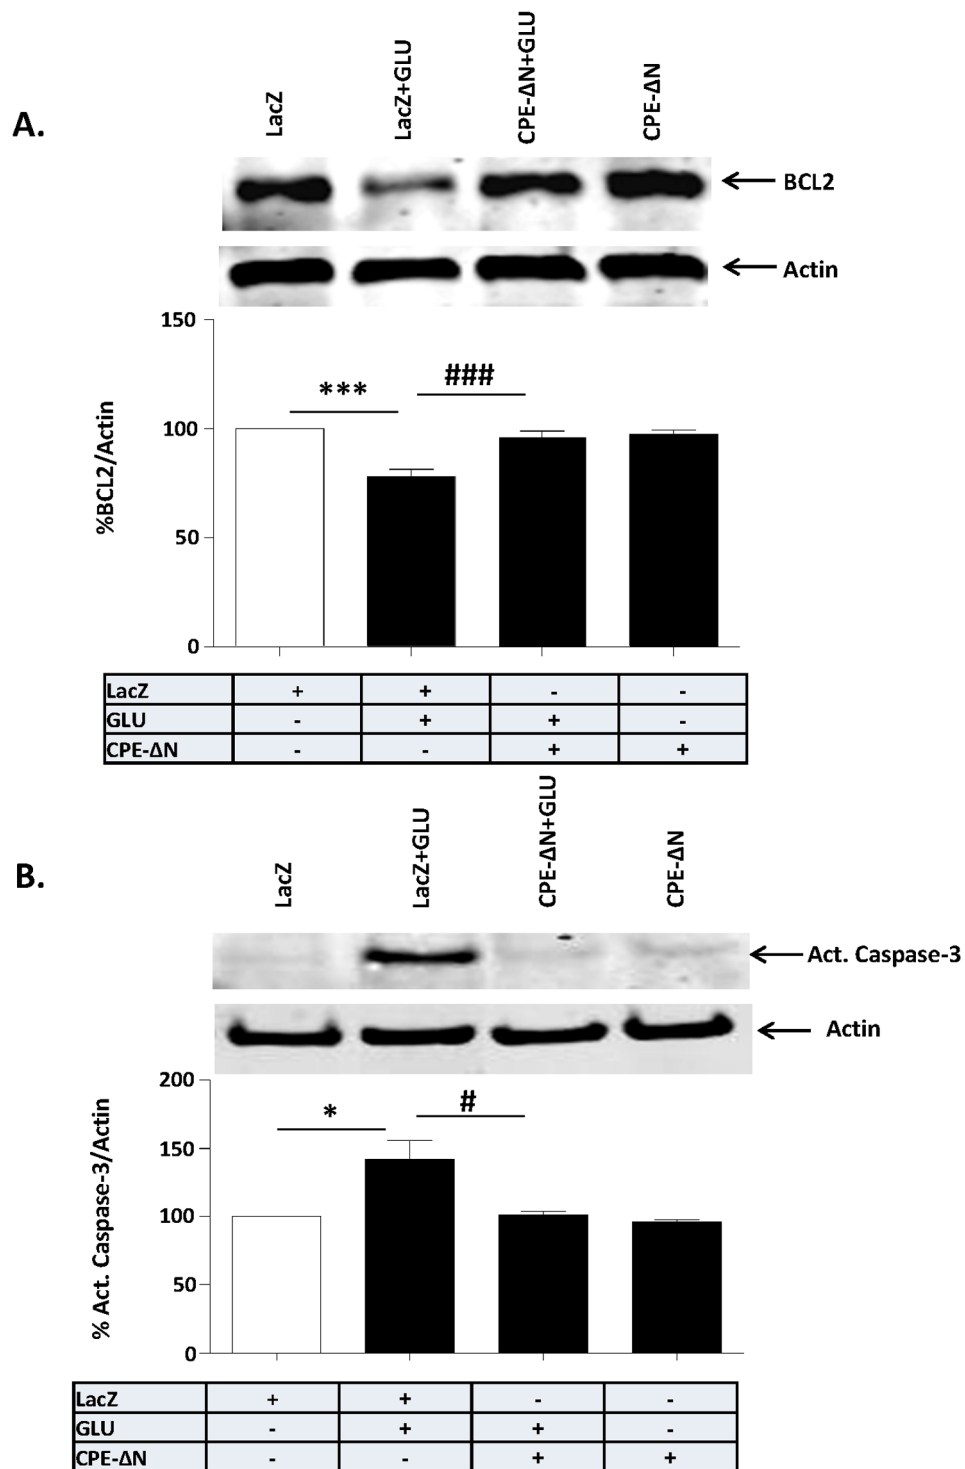 A.
LacZ
LacZ+GLU
CPE-ΔN+GLU
CPE-ΔN
BCL2
Actin
%BCL2/Actin
150
100
50
0
***
###
LacZ + + - -
GLU - + + -
CPE-ΔN - - + +
B.
LacZ
LacZ+GLU
CPE-ΔN+GLU
CPE-ΔN
Act. Caspase-3
Actin
% Act. Caspase-3/Actin
200
150
100
50
0
*
#
LacZ + + - -
GLU - + + -
CPE-ΔN - - + +